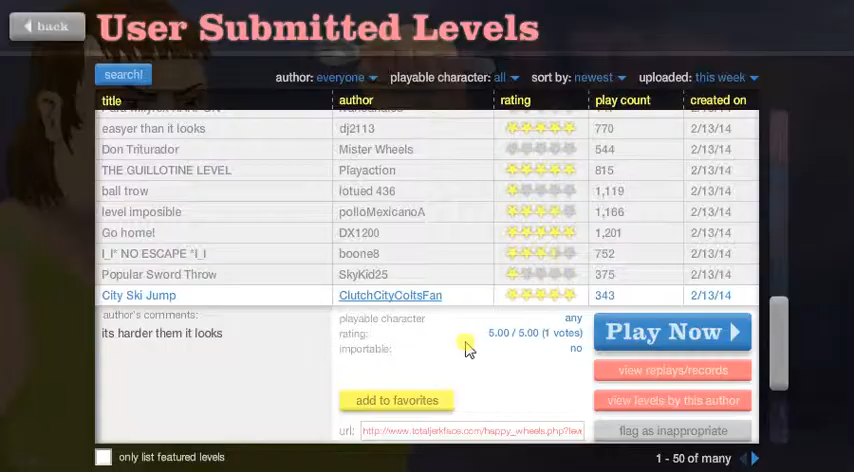 back
User Submitted Levels
search!
author: everyone playable character: all sort by: newest uploaded: this week
title author rating play count created on
easyer than it looks dj2113 770 2/13/14
Don Triturador Mister Wheels 544 2/13/14
THE GUILLOTINE LEVEL Playaction 815 2/13/14
ball trow lotued 436 1,119 2/13/14
level imposible polloMexicanoA 1,166 2/13/14
Go home! DX1200 1,201 2/13/14
I_I* NO ESCAPE *I_I boone8 752 2/13/14
Popular Sword Throw SkyKid25 375 2/13/14
City Ski Jump ClutchCityColtsFan 343 2/13/14
author's comments:
its harder them it looks
playable character any
rating: 5.00 / 5.00 (1 votes)
importable: no
Play Now
view replays/records
add to favorites
view levels by this author
url: http://www.totaljerkface.com/happy_wheels.php?leve
flag as inappropriate
only list featured levels
1 - 50 of many